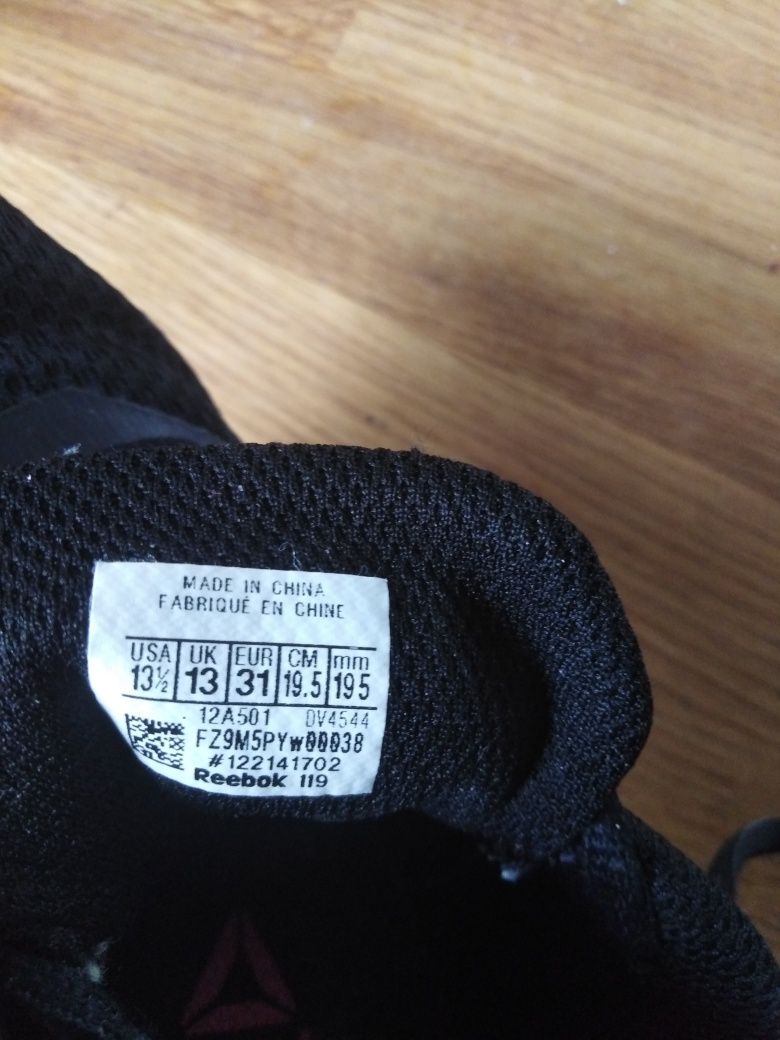 MADE IN CHINA
FABRIQUÉ EN CHINE
USA UK EUR CM mm
13½ 13 31 19.5 195
12A501 DV4544
FZ9M5PYw00038
#122141702
Reebok 119